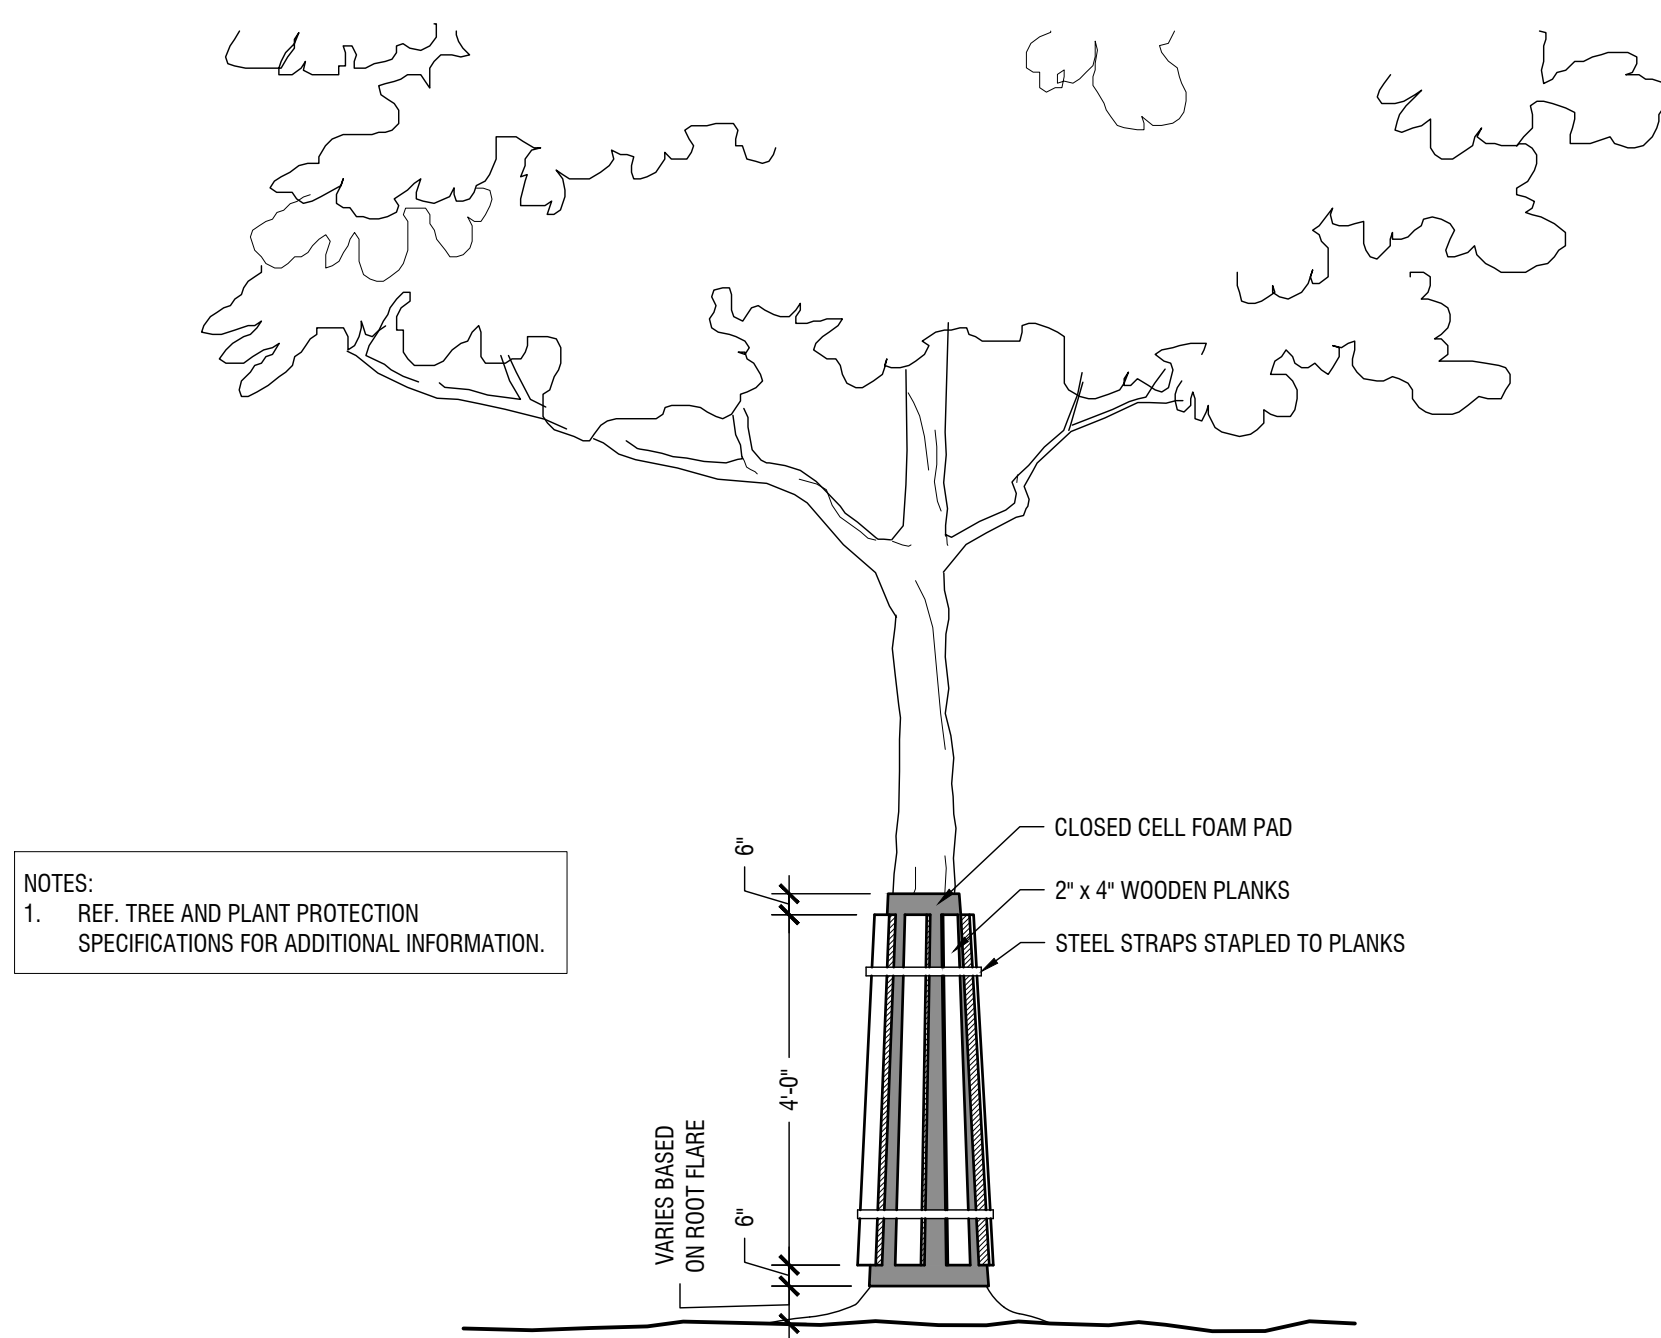 6"
CLOSED CELL FOAM PAD
2" x 4" WOODEN PLANKS
STEEL STRAPS STAPLED TO PLANKS
NOTES:
1. REF. TREE AND PLANT PROTECTION
SPECIFICATIONS FOR ADDITIONAL INFORMATION.
4'-0"
VARIES BASED
ON ROOT FLARE
6"